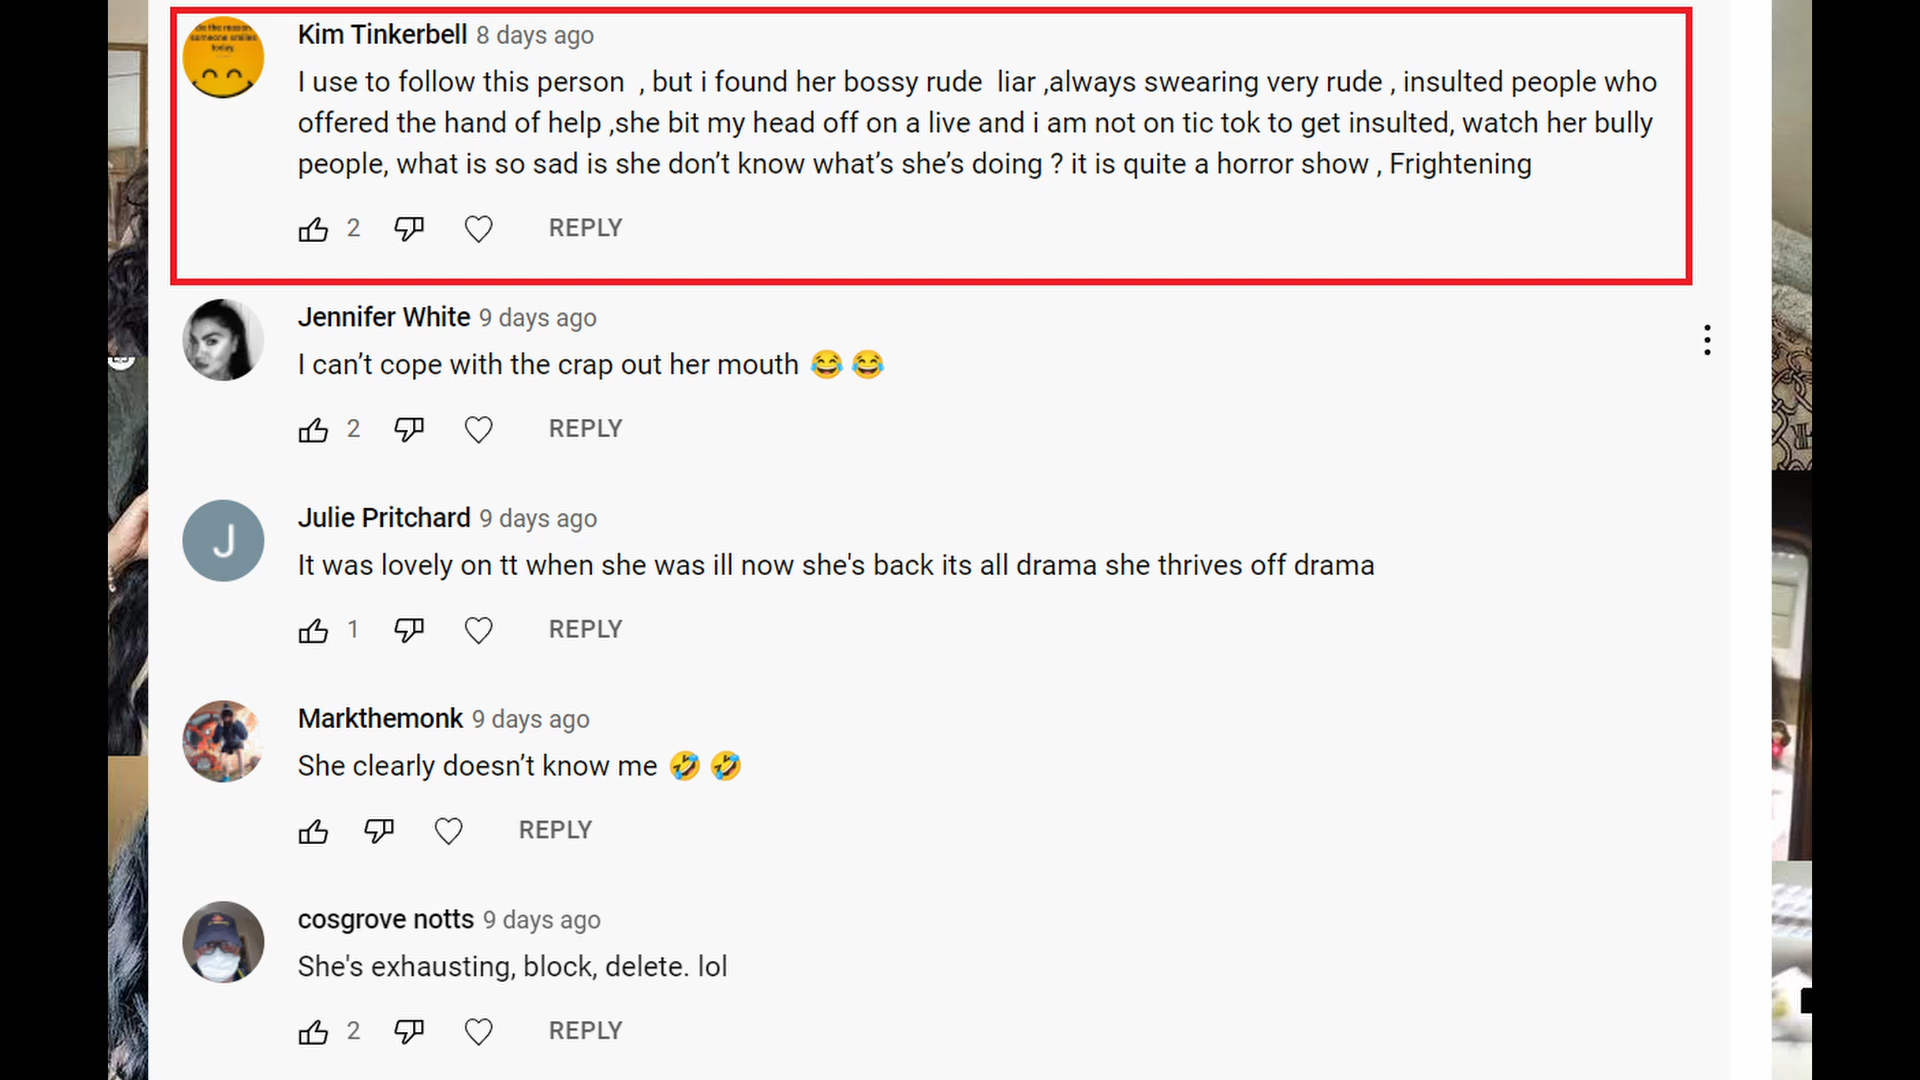 be the reason
someone smiles
today.
Kim Tinkerbell 8 days ago
I use to follow this person , but i found her bossy rude liar ,always swearing very rude , insulted people who
offered the hand of help ,she bit my head off on a live and i am not on tic tok to get insulted, watch her bully
people, what is so sad is she don’t know what’s she’s doing ? it is quite a horror show , Frightening
2 REPLY
Jennifer White 9 days ago
I can’t cope with the crap out her mouth 😂 😂
2 REPLY
J
Julie Pritchard 9 days ago
It was lovely on tt when she was ill now she's back its all drama she thrives off drama
1 REPLY
Markthemonk 9 days ago
She clearly doesn’t know me 🤣 🤣
REPLY
cosgrove notts 9 days ago
She's exhausting, block, delete. lol
2 REPLY